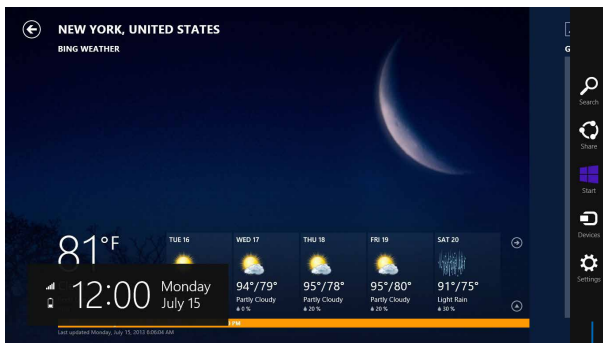 NEW YORK, UNITED STATES
BING WEATHER
G
Search
Share
Start
Devices
Settings
81°F
TUE 16
WED 17
94°/79°
Partly Cloudy
0 %
THU 18
95°/78°
Partly Cloudy
20 %
FRI 19
95°/80°
Partly Cloudy
20 %
SAT 20
91°/75°
Light Rain
30 %
12:00
Monday
July 15
PM
Last updated Monday, July 15, 2013 8:06:04 AM